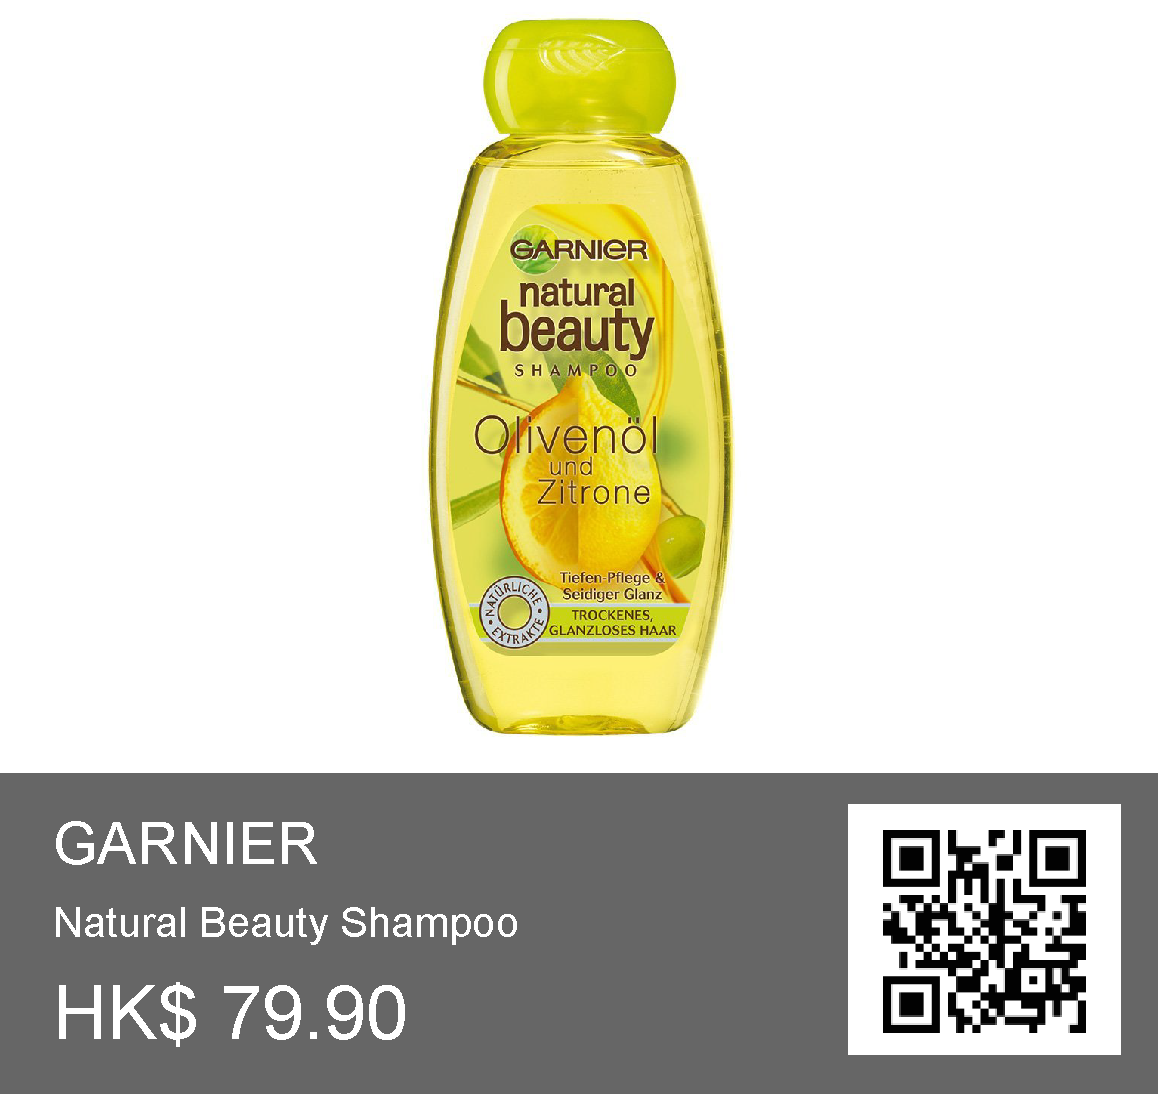 GARNIER
natural
beauty
SHAMPOO
Olivenöl
und
Zitrone
Tiefen-Pflege &
Seidiger Glanz
NATÜRLICHE
• EXTRAKTE •
TROCKENES,
GLANZLOSES HAAR
GARNIER
Natural Beauty Shampoo
HK$ 79.90